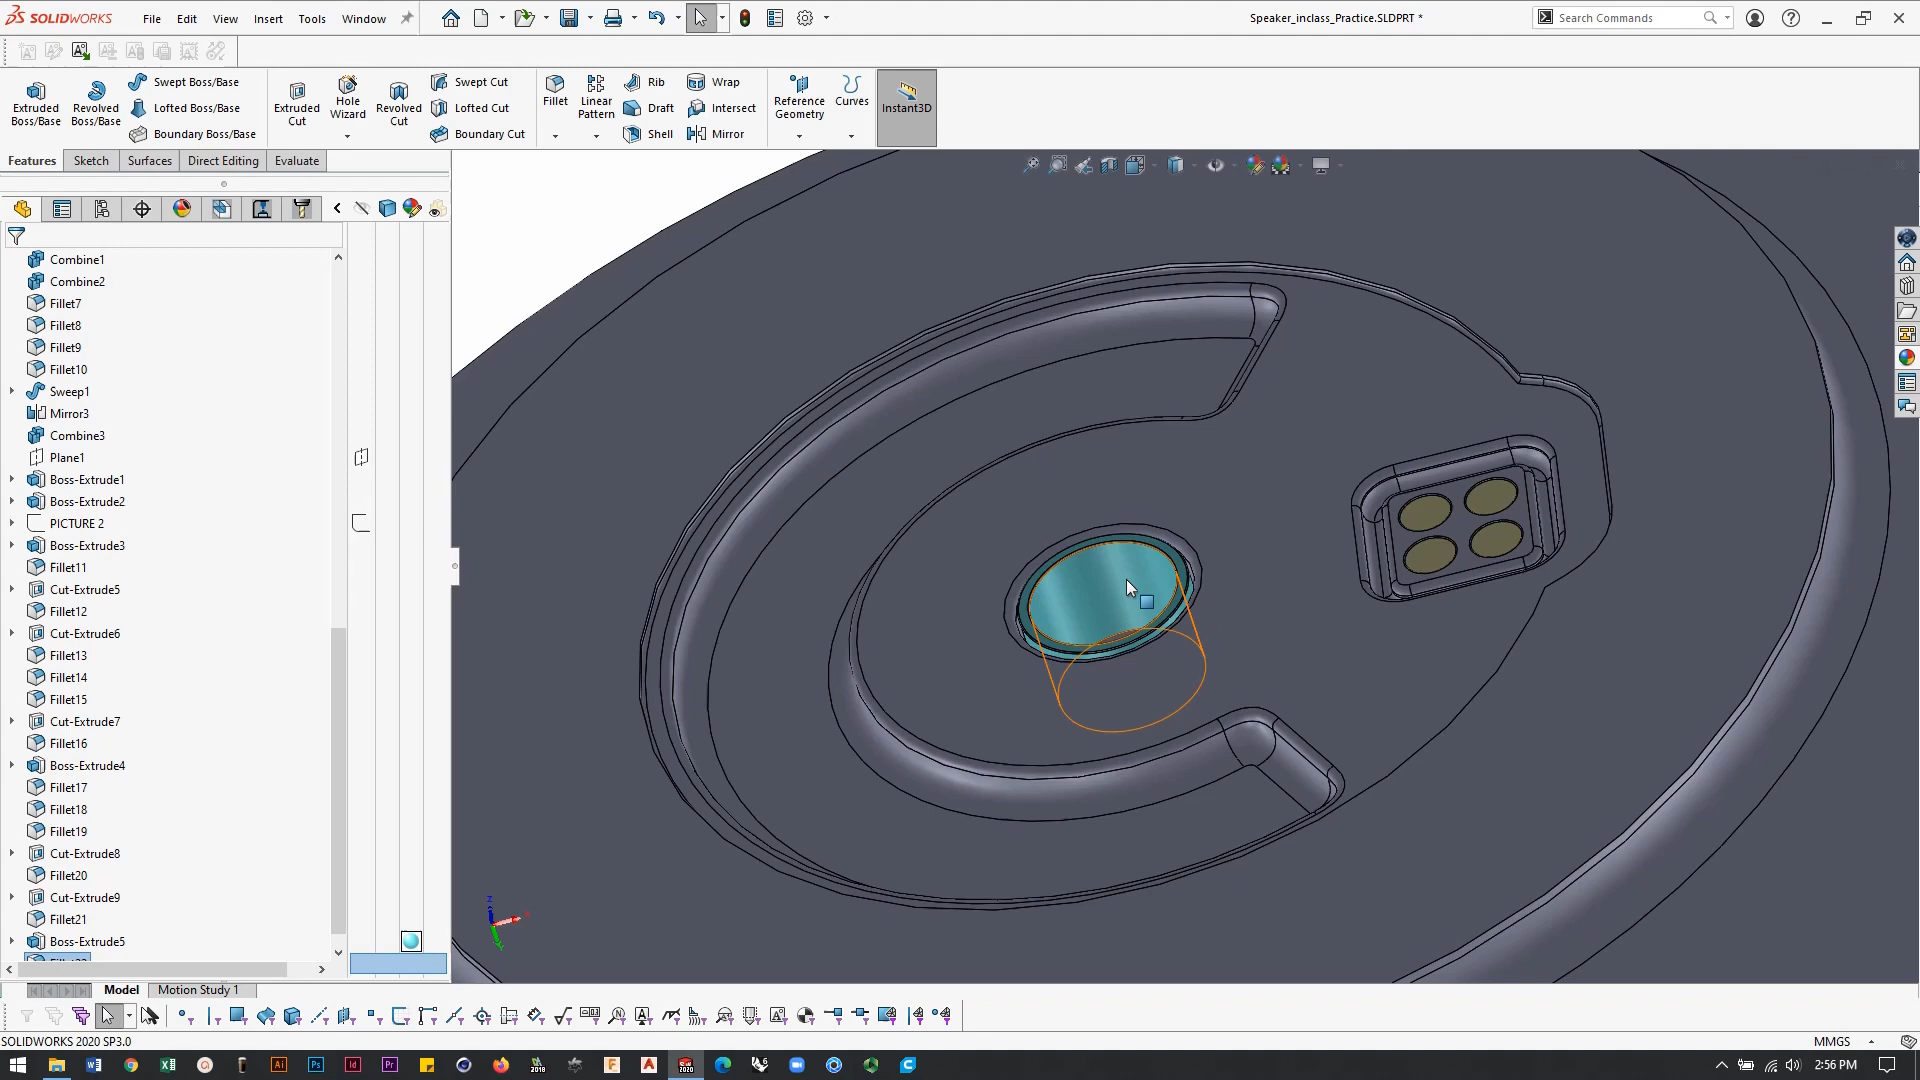 SOLIDWORKS File Edit View Insert Tools Window Speaker_inclass_Practice.SLDPRT * Search Commands
Extruded Boss/Base
Revolved Boss/Base
Swept Boss/Base
Lofted Boss/Base
Boundary Boss/Base
Extruded Cut
Hole Wizard
Revolved Cut
Swept Cut
Lofted Cut
Boundary Cut
Fillet
Linear Pattern
Rib
Draft
Shell
Wrap
Intersect
Mirror
Reference Geometry
Curves
Instant3D
Features Sketch Surfaces Direct Editing Evaluate
Combine1
Combine2
Fillet7
Fillet8
Fillet9
Fillet10
Sweep1
Mirror3
Combine3
Plane1
Boss-Extrude1
Boss-Extrude2
PICTURE 2
Boss-Extrude3
Fillet11
Cut-Extrude5
Fillet12
Cut-Extrude6
Fillet13
Fillet14
Fillet15
Cut-Extrude7
Fillet16
Boss-Extrude4
Fillet17
Fillet18
Fillet19
Cut-Extrude8
Fillet20
Cut-Extrude9
Fillet21
Boss-Extrude5
Model Motion Study 1
SOLIDWORKS 2020 SP3.0 MMGS
2:56 PM